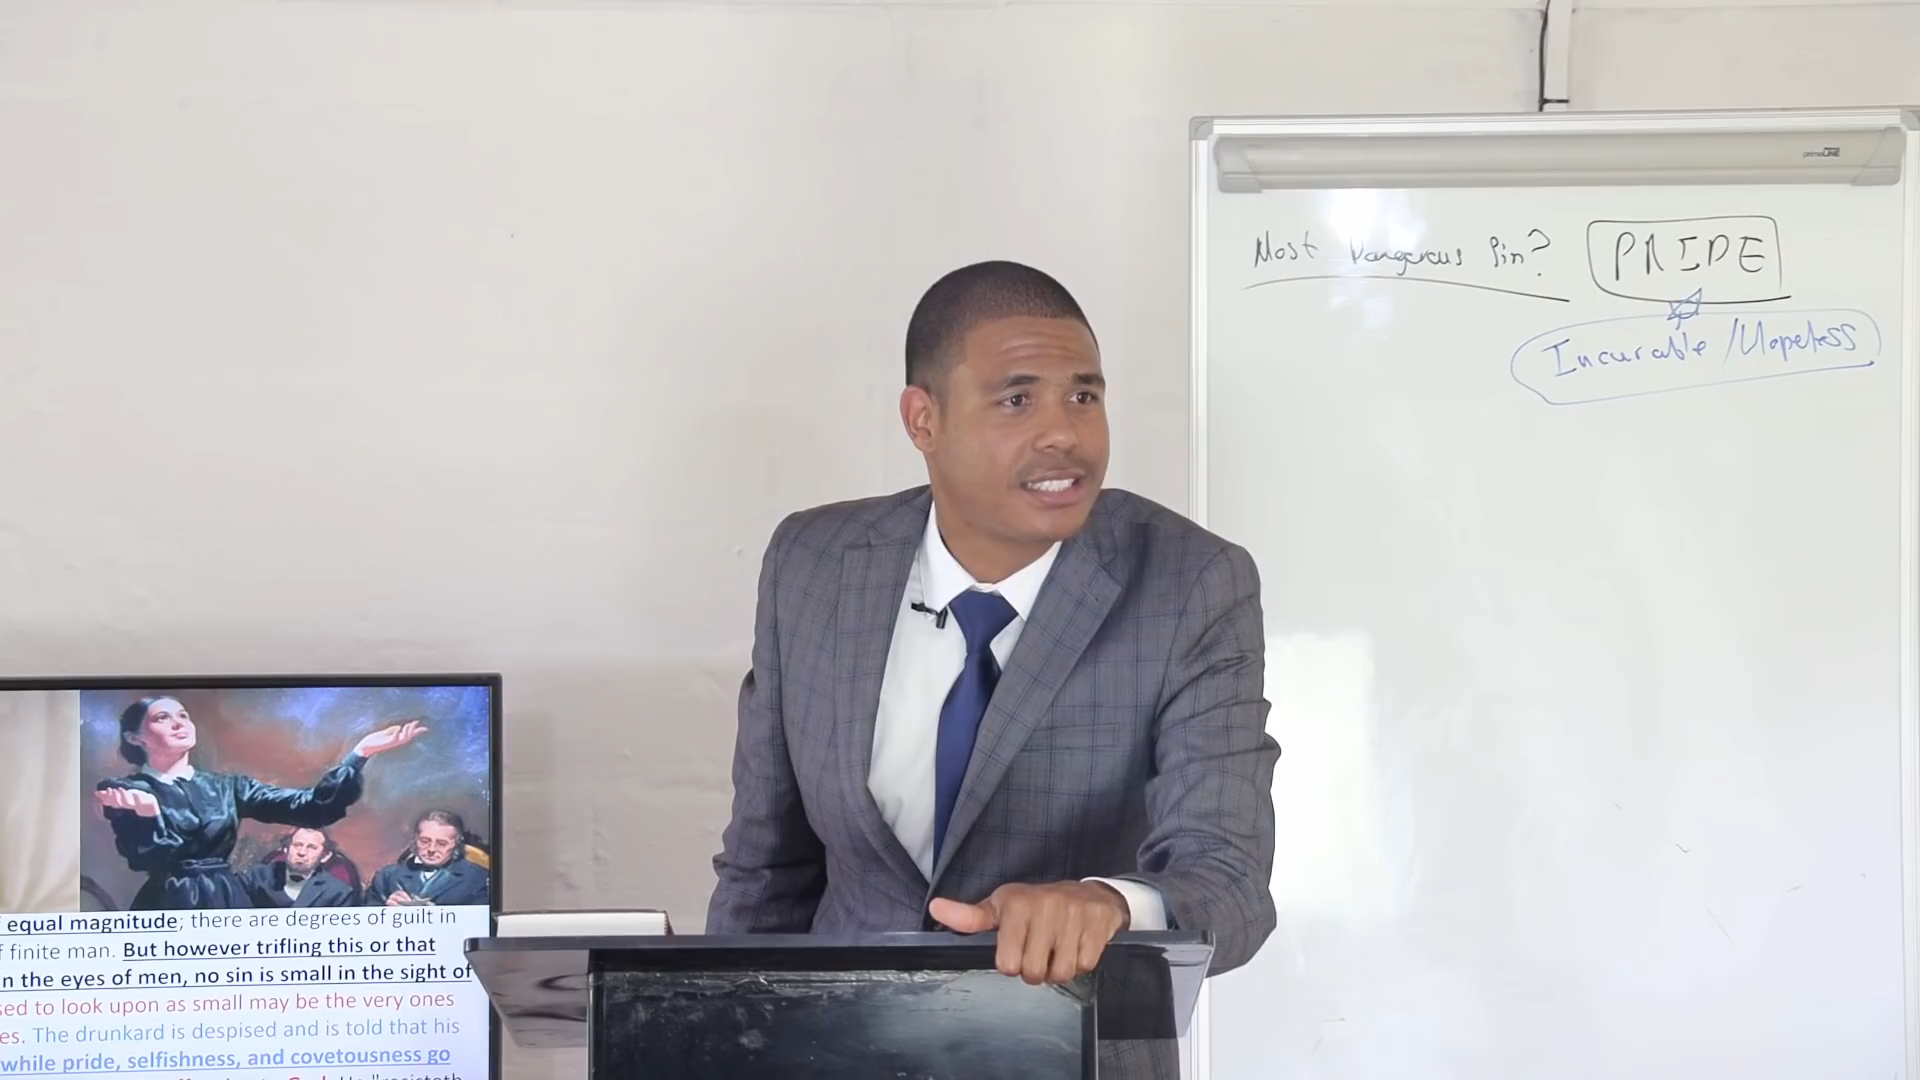 primeLINE
Most Dangerous Sin? PRIDE
Incurable / Hopeless
f equal magnitude; there are degrees of guilt in
f finite man. But however trifling this or that
n the eyes of men, no sin is small in the sight of
sed to look upon as small may be the very ones
es. The drunkard is despised and is told that his
while pride, selfishness, and covetousness go